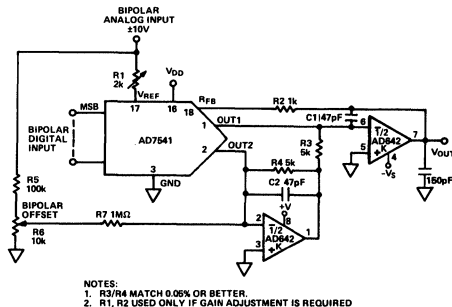 BIPOLAR
ANALOG INPUT
±10V
R1
2k
VDD
VREF
17
16
18
RFB
R2 1k
C1 47pF
MSB
BIPOLAR
DIGITAL
INPUT
AD7541
OUT1
1
OUT2
2
3
GND
R3
5k
R4 5k
C2 47pF
+V
8
6
1/2
AD642
K
5
+
4
-VS
7
VOUT
150pF
R5
100k
BIPOLAR
OFFSET
R6
10k
R7 1MΩ
2
1/2
AD642
K
3
+
1
NOTES:
1. R3/R4 MATCH 0.05% OR BETTER.
2. R1, R2 USED ONLY IF GAIN ADJUSTMENT IS REQUIRED